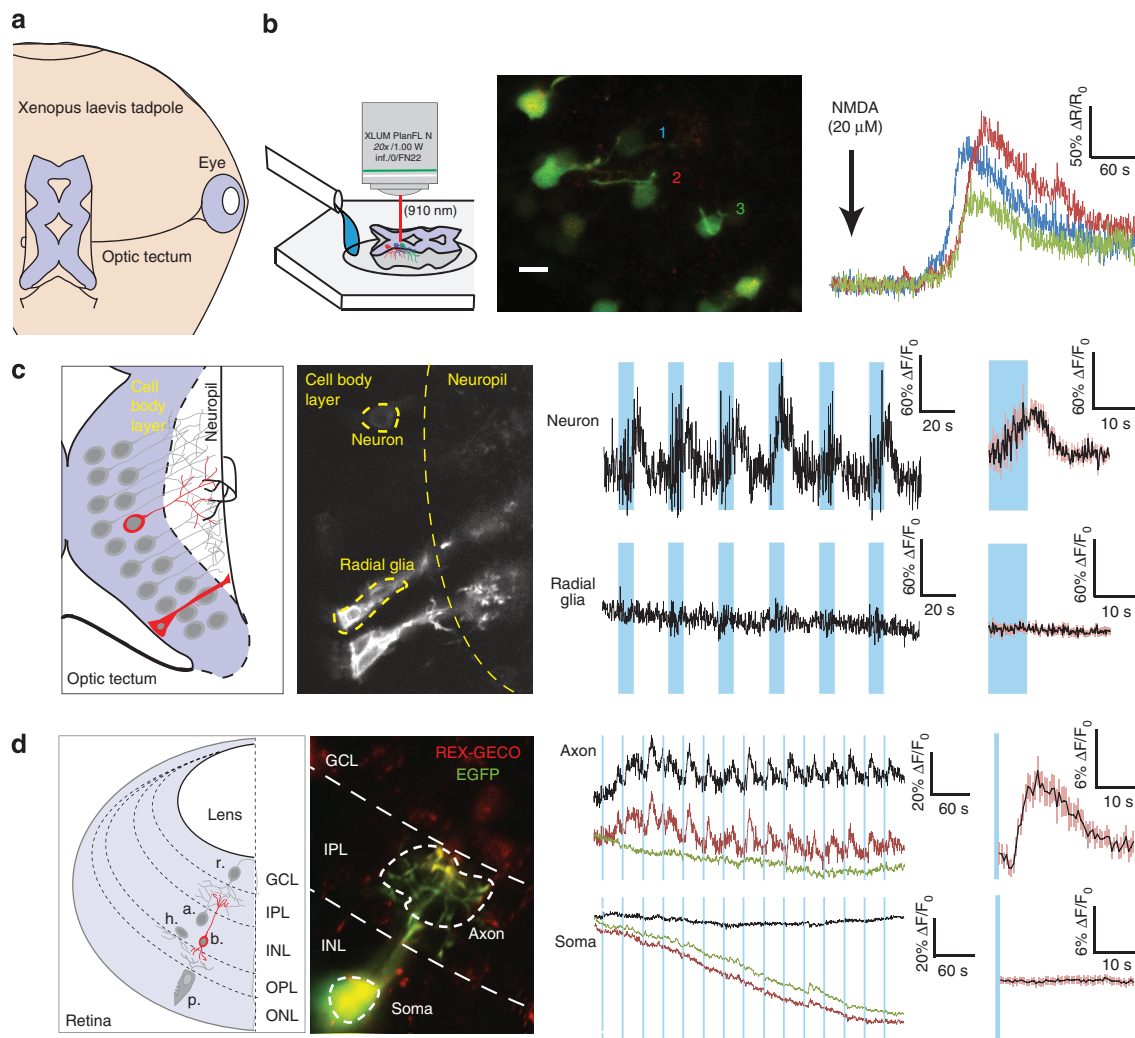 a
Xenopus laevis tadpole
Eye
Optic tectum
b
XLUM PlanFL N
20x /1.00 W
inf./0/FN22
(910 nm)
1
2
3
NMDA
(20 µM)
50% ΔR/R0
60 s
c
Cell
body
layer
Neuropil
Optic tectum
Cell body
layer
Neuropil
Neuron
Radial glia
Neuron
60% ΔF/F0
20 s
60% ΔF/F0
10 s
Radial
glia
60% ΔF/F0
20 s
60% ΔF/F0
10 s
d
Lens
r.
GCL
a.
IPL
h.
b.
INL
p.
OPL
ONL
Retina
REX-GECO
EGFP
GCL
IPL
INL
Axon
Soma
Axon
20% ΔF/F0
60 s
6% ΔF/F0
10 s
Soma
20% ΔF/F0
60 s
6% ΔF/F0
10 s